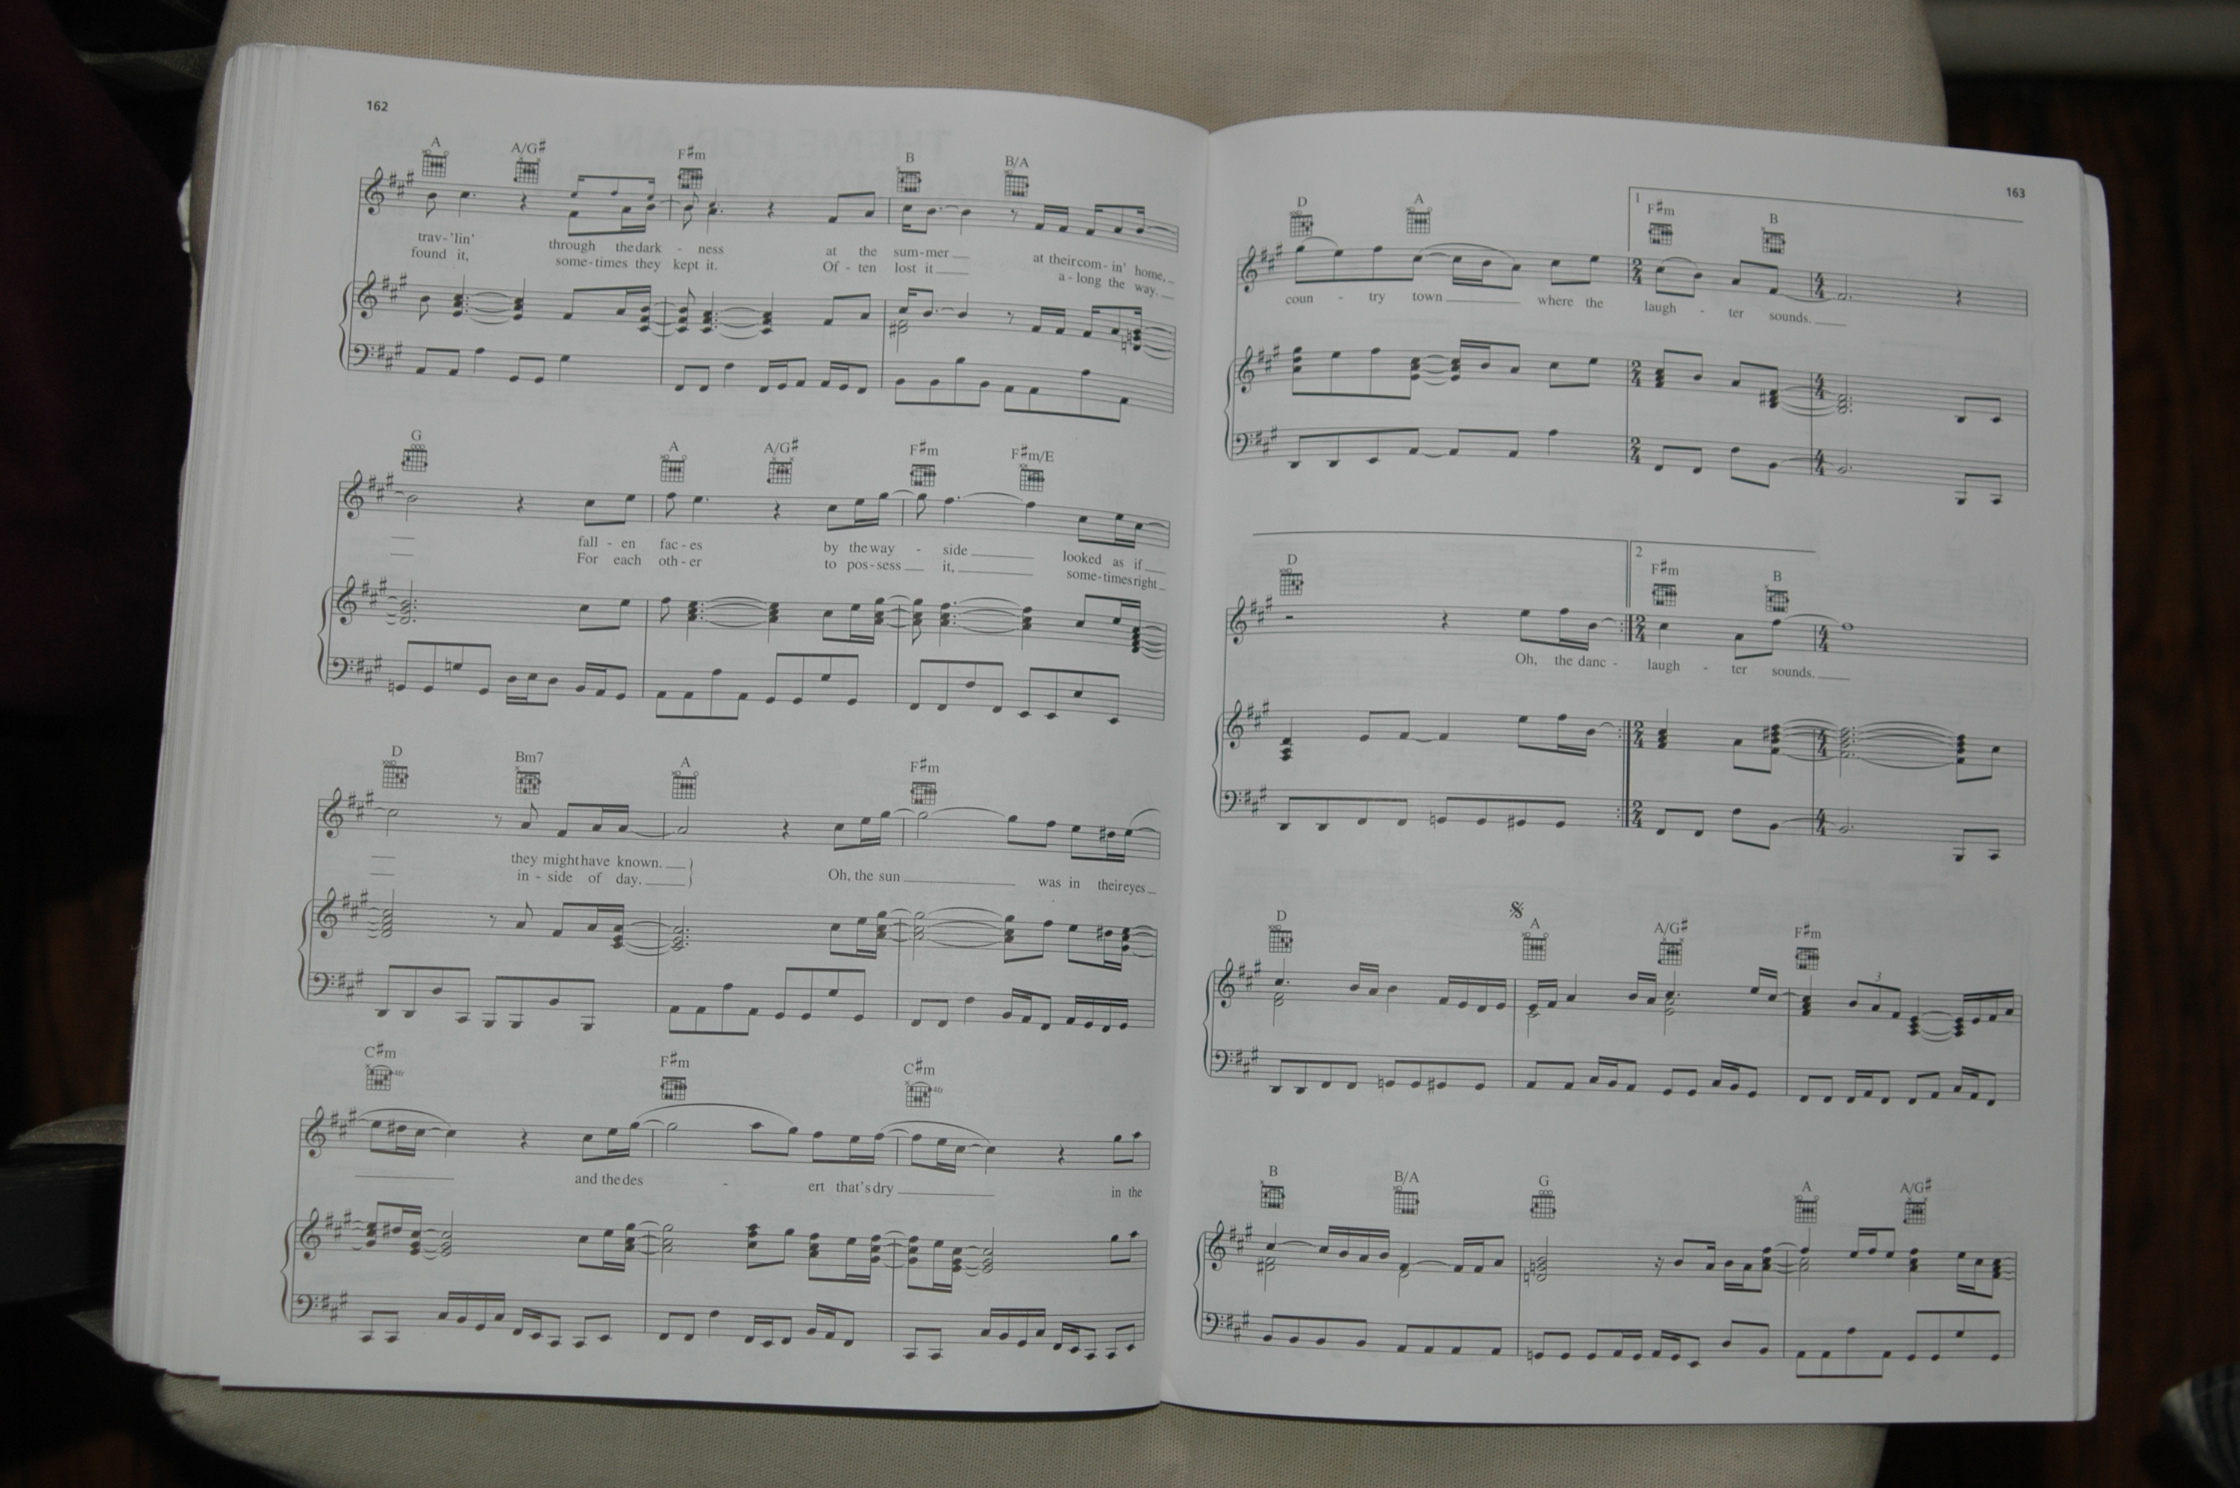 162
A A/G♯ F♯m B B/A
trav-'lin' through the dark - ness at the sum-mer at their com-in' home,
found it, some-times they kept it. Of-ten lost it a-long the way.
G A A/G♯ F♯m F♯m/E
fall-en fac-es by the way - side looked as if
For each oth-er to pos-sess it, some-times right
D Bm7 A F♯m
they might have known. Oh, the sun was in their eyes
in-side of day.
C♯m 4fr F♯m C♯m 4fr
and the des - ert that's dry in the
163
D A 1 F♯m B
coun - try town where the laugh - ter sounds.
D 2 F♯m B
Oh, the danc - laugh - ter sounds.
D A A/G♯ F♯m
3
B B/A G A A/G♯